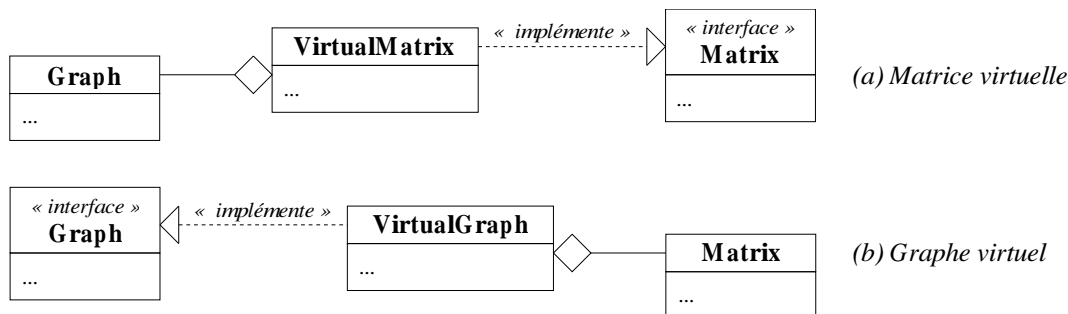 « implémente »
« interface »
VirtualMatrix
Matrix
Graph
(a) Matrice virtuelle
...
...
...
« interface »
« implémente »
Graph
VirtualGraph
Matrix
(b) Graphe virtuel
...
...
...